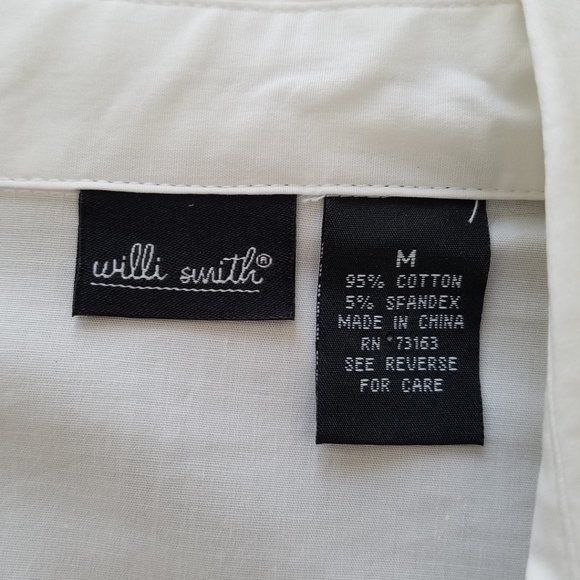 willi smith®
M
95% COTTON
5% SPANDEX
MADE IN CHINA
RN 73163
SEE REVERSE
FOR CARE